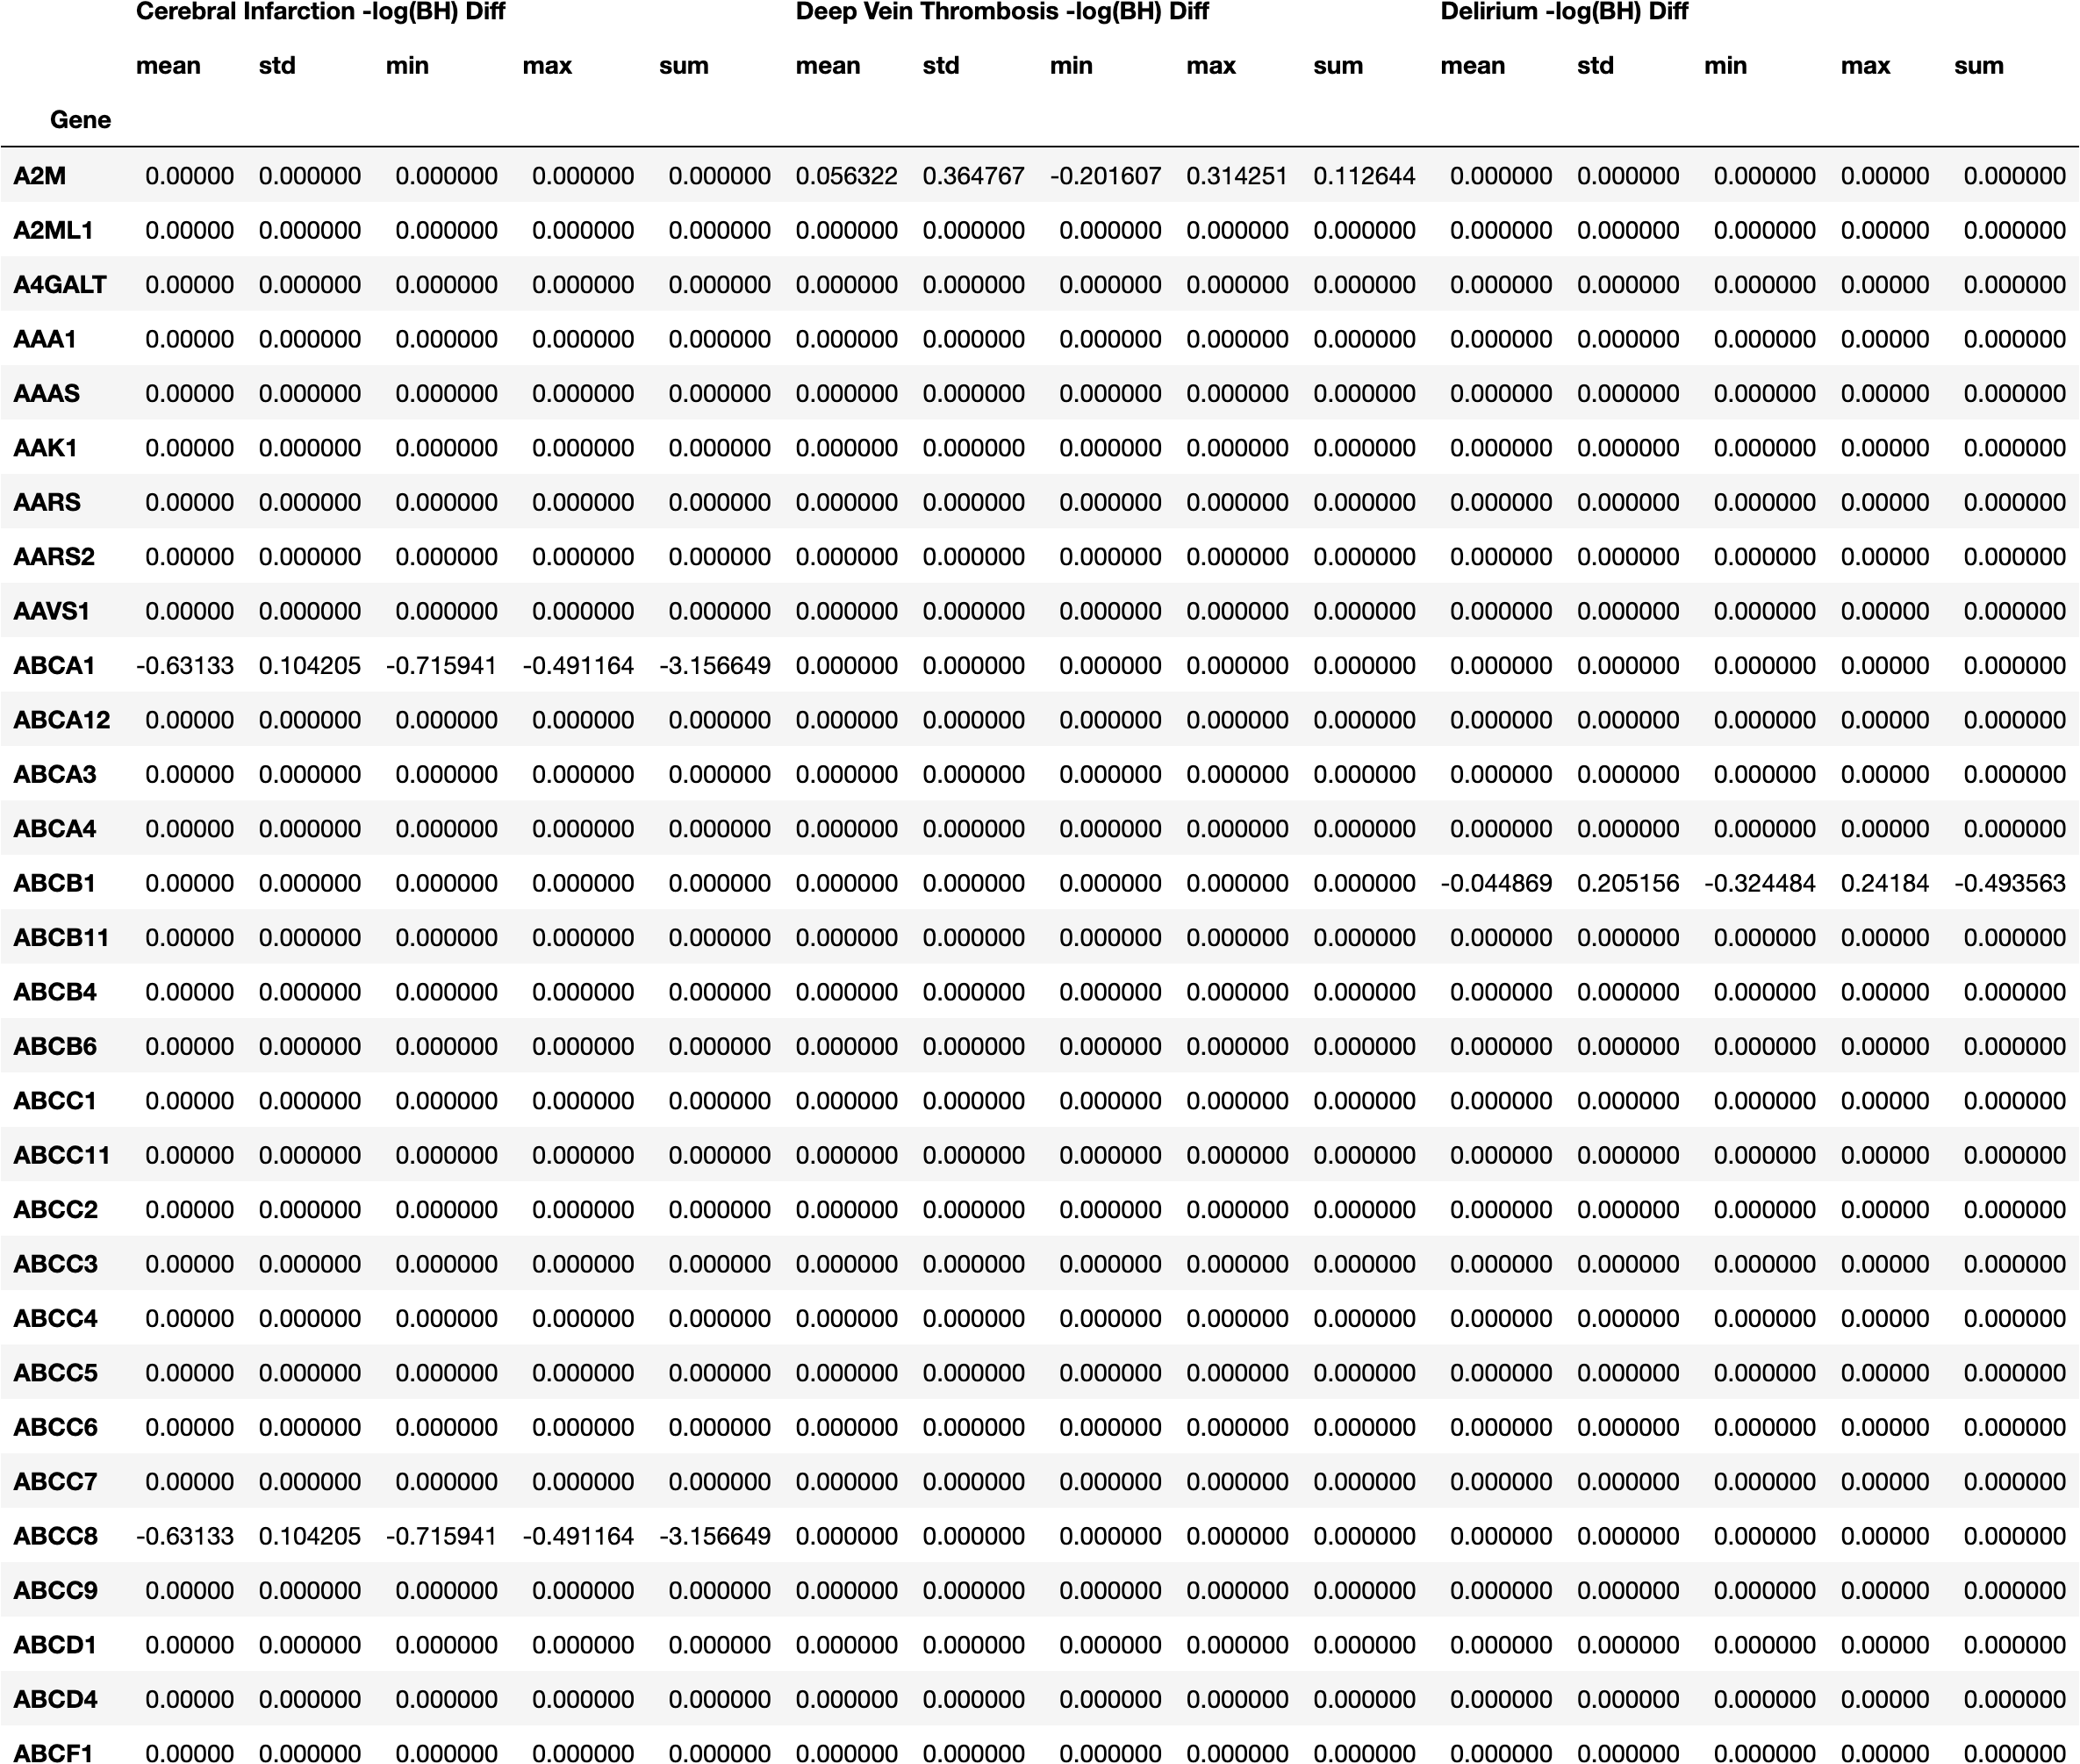 Cerebral Infarction -log(BH) Diff Deep Vein Thrombosis -log(BH) Diff Delirium -log(BH) Diff
mean std min max sum mean std min max sum mean std min max sum
Gene
A2M 0.00000 0.000000 0.000000 0.000000 0.000000 0.056322 0.364767 -0.201607 0.314251 0.112644 0.000000 0.000000 0.000000 0.00000 0.000000
A2ML1 0.00000 0.000000 0.000000 0.000000 0.000000 0.000000 0.000000 0.000000 0.000000 0.000000 0.000000 0.000000 0.000000 0.00000 0.000000
A4GALT 0.00000 0.000000 0.000000 0.000000 0.000000 0.000000 0.000000 0.000000 0.000000 0.000000 0.000000 0.000000 0.000000 0.00000 0.000000
AAA1 0.00000 0.000000 0.000000 0.000000 0.000000 0.000000 0.000000 0.000000 0.000000 0.000000 0.000000 0.000000 0.000000 0.00000 0.000000
AAAS 0.00000 0.000000 0.000000 0.000000 0.000000 0.000000 0.000000 0.000000 0.000000 0.000000 0.000000 0.000000 0.000000 0.00000 0.000000
AAK1 0.00000 0.000000 0.000000 0.000000 0.000000 0.000000 0.000000 0.000000 0.000000 0.000000 0.000000 0.000000 0.000000 0.00000 0.000000
AARS 0.00000 0.000000 0.000000 0.000000 0.000000 0.000000 0.000000 0.000000 0.000000 0.000000 0.000000 0.000000 0.000000 0.00000 0.000000
AARS2 0.00000 0.000000 0.000000 0.000000 0.000000 0.000000 0.000000 0.000000 0.000000 0.000000 0.000000 0.000000 0.000000 0.00000 0.000000
AAVS1 0.00000 0.000000 0.000000 0.000000 0.000000 0.000000 0.000000 0.000000 0.000000 0.000000 0.000000 0.000000 0.000000 0.00000 0.000000
ABCA1 -0.63133 0.104205 -0.715941 -0.491164 -3.156649 0.000000 0.000000 0.000000 0.000000 0.000000 0.000000 0.000000 0.000000 0.00000 0.000000
ABCA12 0.00000 0.000000 0.000000 0.000000 0.000000 0.000000 0.000000 0.000000 0.000000 0.000000 0.000000 0.000000 0.000000 0.00000 0.000000
ABCA3 0.00000 0.000000 0.000000 0.000000 0.000000 0.000000 0.000000 0.000000 0.000000 0.000000 0.000000 0.000000 0.000000 0.00000 0.000000
ABCA4 0.00000 0.000000 0.000000 0.000000 0.000000 0.000000 0.000000 0.000000 0.000000 0.000000 0.000000 0.000000 0.000000 0.00000 0.000000
ABCB1 0.00000 0.000000 0.000000 0.000000 0.000000 0.000000 0.000000 0.000000 0.000000 0.000000 -0.044869 0.205156 -0.324484 0.24184 -0.493563
ABCB11 0.00000 0.000000 0.000000 0.000000 0.000000 0.000000 0.000000 0.000000 0.000000 0.000000 0.000000 0.000000 0.000000 0.00000 0.000000
ABCB4 0.00000 0.000000 0.000000 0.000000 0.000000 0.000000 0.000000 0.000000 0.000000 0.000000 0.000000 0.000000 0.000000 0.00000 0.000000
ABCB6 0.00000 0.000000 0.000000 0.000000 0.000000 0.000000 0.000000 0.000000 0.000000 0.000000 0.000000 0.000000 0.000000 0.00000 0.000000
ABCC1 0.00000 0.000000 0.000000 0.000000 0.000000 0.000000 0.000000 0.000000 0.000000 0.000000 0.000000 0.000000 0.000000 0.00000 0.000000
ABCC11 0.00000 0.000000 0.000000 0.000000 0.000000 0.000000 0.000000 0.000000 0.000000 0.000000 0.000000 0.000000 0.000000 0.00000 0.000000
ABCC2 0.00000 0.000000 0.000000 0.000000 0.000000 0.000000 0.000000 0.000000 0.000000 0.000000 0.000000 0.000000 0.000000 0.00000 0.000000
ABCC3 0.00000 0.000000 0.000000 0.000000 0.000000 0.000000 0.000000 0.000000 0.000000 0.000000 0.000000 0.000000 0.000000 0.00000 0.000000
ABCC4 0.00000 0.000000 0.000000 0.000000 0.000000 0.000000 0.000000 0.000000 0.000000 0.000000 0.000000 0.000000 0.000000 0.00000 0.000000
ABCC5 0.00000 0.000000 0.000000 0.000000 0.000000 0.000000 0.000000 0.000000 0.000000 0.000000 0.000000 0.000000 0.000000 0.00000 0.000000
ABCC6 0.00000 0.000000 0.000000 0.000000 0.000000 0.000000 0.000000 0.000000 0.000000 0.000000 0.000000 0.000000 0.000000 0.00000 0.000000
ABCC7 0.00000 0.000000 0.000000 0.000000 0.000000 0.000000 0.000000 0.000000 0.000000 0.000000 0.000000 0.000000 0.000000 0.00000 0.000000
ABCC8 -0.63133 0.104205 -0.715941 -0.491164 -3.156649 0.000000 0.000000 0.000000 0.000000 0.000000 0.000000 0.000000 0.000000 0.00000 0.000000
ABCC9 0.00000 0.000000 0.000000 0.000000 0.000000 0.000000 0.000000 0.000000 0.000000 0.000000 0.000000 0.000000 0.000000 0.00000 0.000000
ABCD1 0.00000 0.000000 0.000000 0.000000 0.000000 0.000000 0.000000 0.000000 0.000000 0.000000 0.000000 0.000000 0.000000 0.00000 0.000000
ABCD4 0.00000 0.000000 0.000000 0.000000 0.000000 0.000000 0.000000 0.000000 0.000000 0.000000 0.000000 0.000000 0.000000 0.00000 0.000000
ABCF1 0.00000 0.000000 0.000000 0.000000 0.000000 0.000000 0.000000 0.000000 0.000000 0.000000 0.000000 0.000000 0.000000 0.00000 0.000000